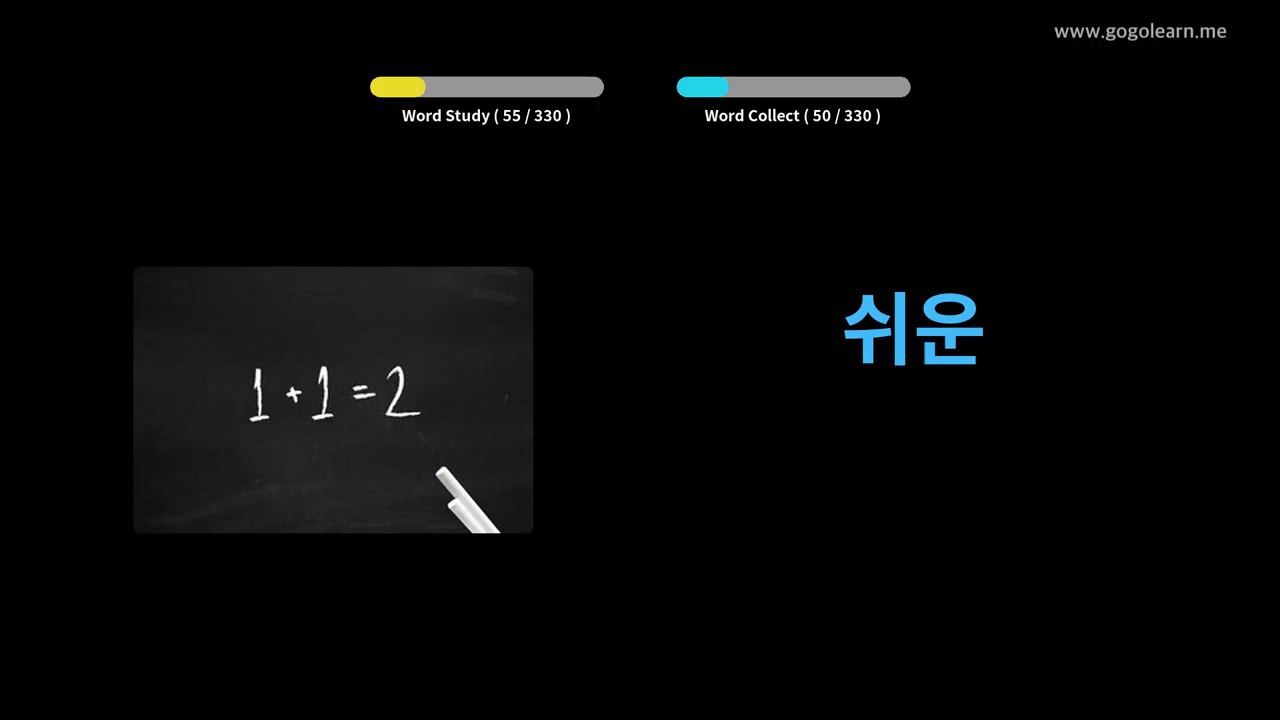 www.gogolearn.me
Word Study ( 55 / 330 )
Word Collect ( 50 / 330 )
쉬운
1 + 1 = 2